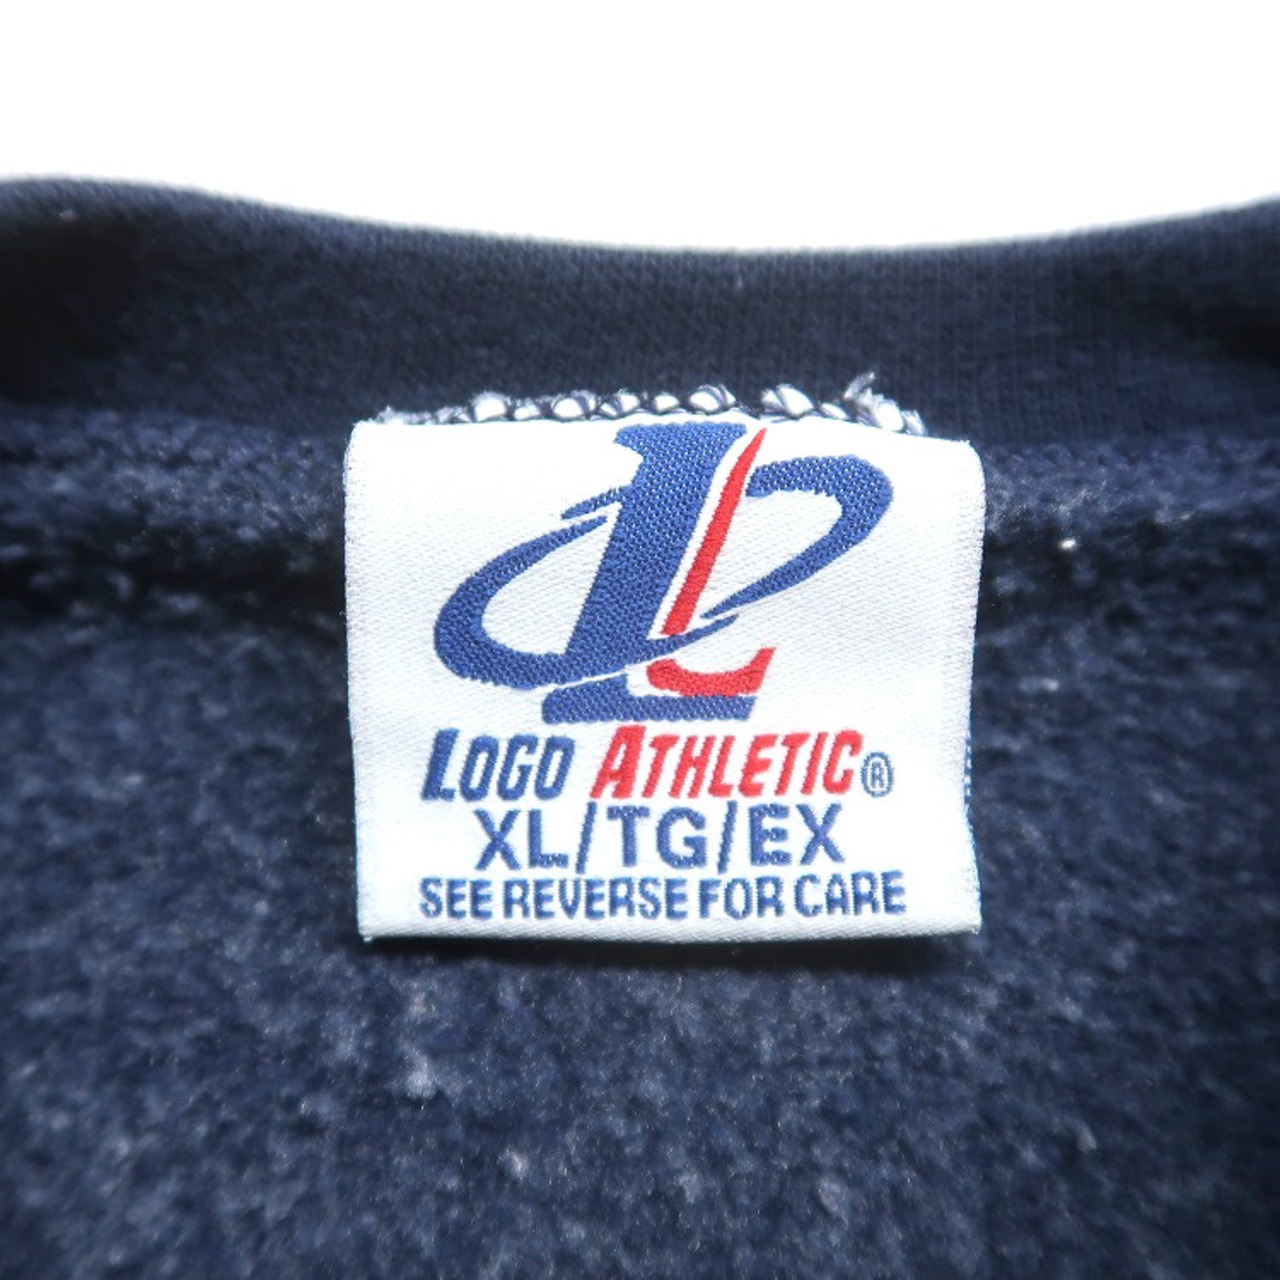 L
LOGO ATHLETIC®
XL/TG/EX
SEE REVERSE FOR CARE